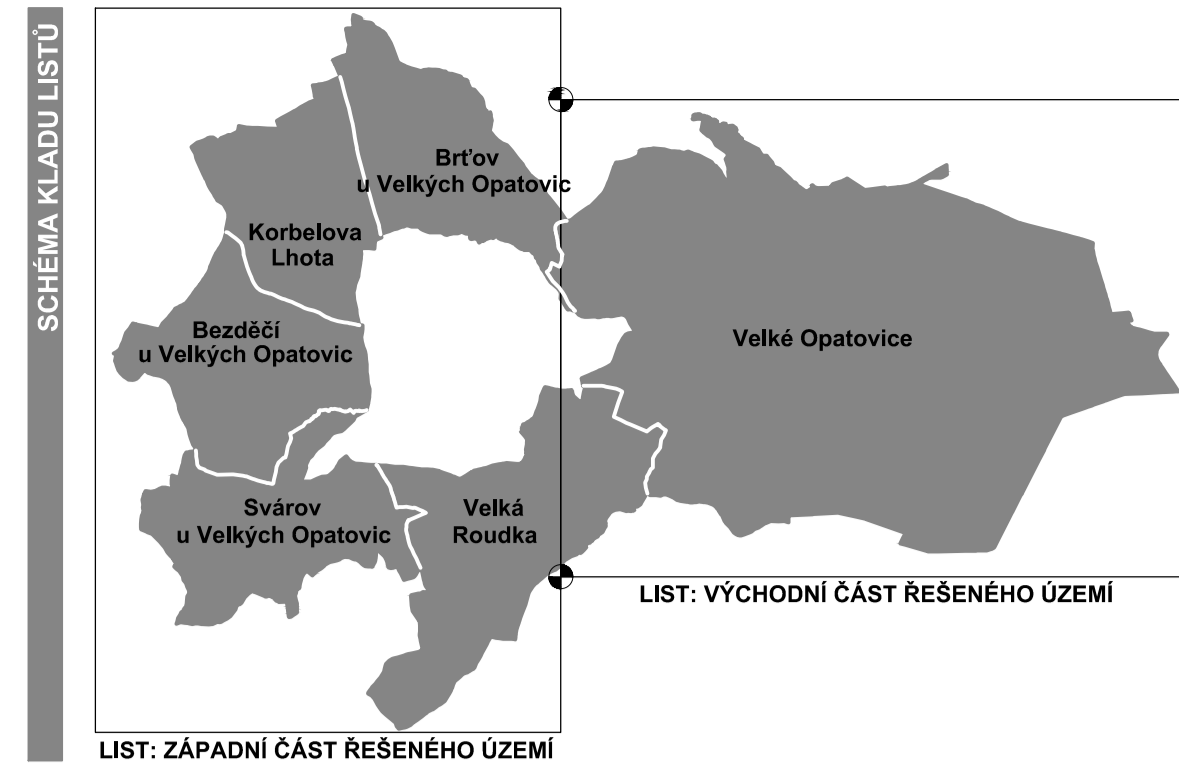 SCHÉMA KLADU LISTŮ
Brťov
u Velkých Opatovic
Korbelova
Lhota
Bezděčí
u Velkých Opatovic
Velké Opatovice
Svárov
u Velkých Opatovic
Velká
Roudka
LIST: VÝCHODNÍ ČÁST ŘEŠENÉHO ÚZEMÍ
LIST: ZÁPADNÍ ČÁST ŘEŠENÉHO ÚZEMÍ